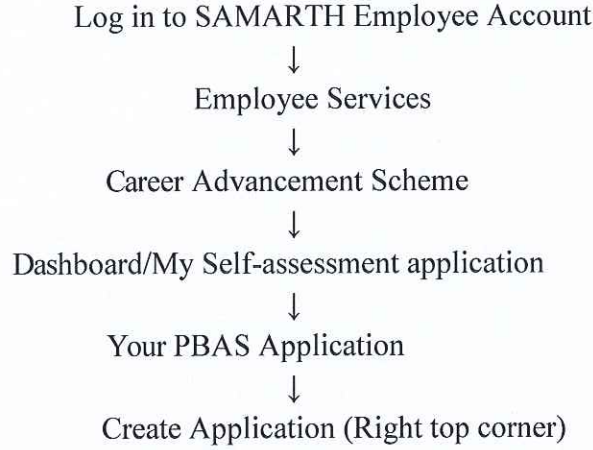 Log in to SAMARTH Employee Account
↓
Employee Services
↓
Career Advancement Scheme
↓
Dashboard/My Self-assessment application
↓
Your PBAS Application
↓
Create Application (Right top corner)